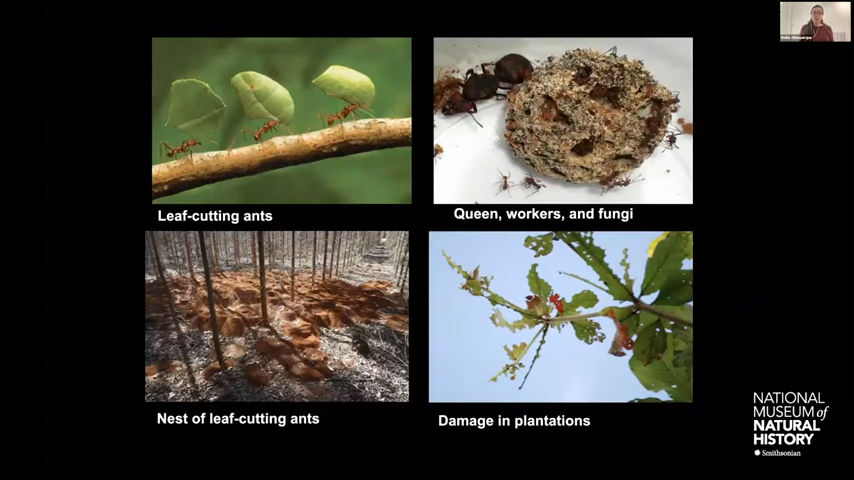 Leaf-cutting ants
Queen, workers, and fungi
Nest of leaf-cutting ants
Damage in plantations
NATIONAL
MUSEUM of
NATURAL
HISTORY
Smithsonian